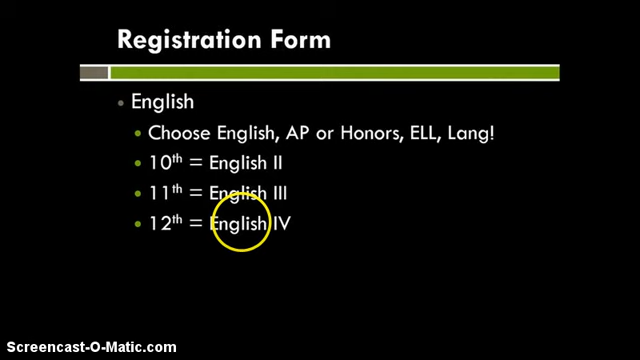 Registration Form
English
Choose English, AP or Honors, ELL, Lang!
10th = English II
11th = English III
12th = English IV
Screencast-O-Matic.com